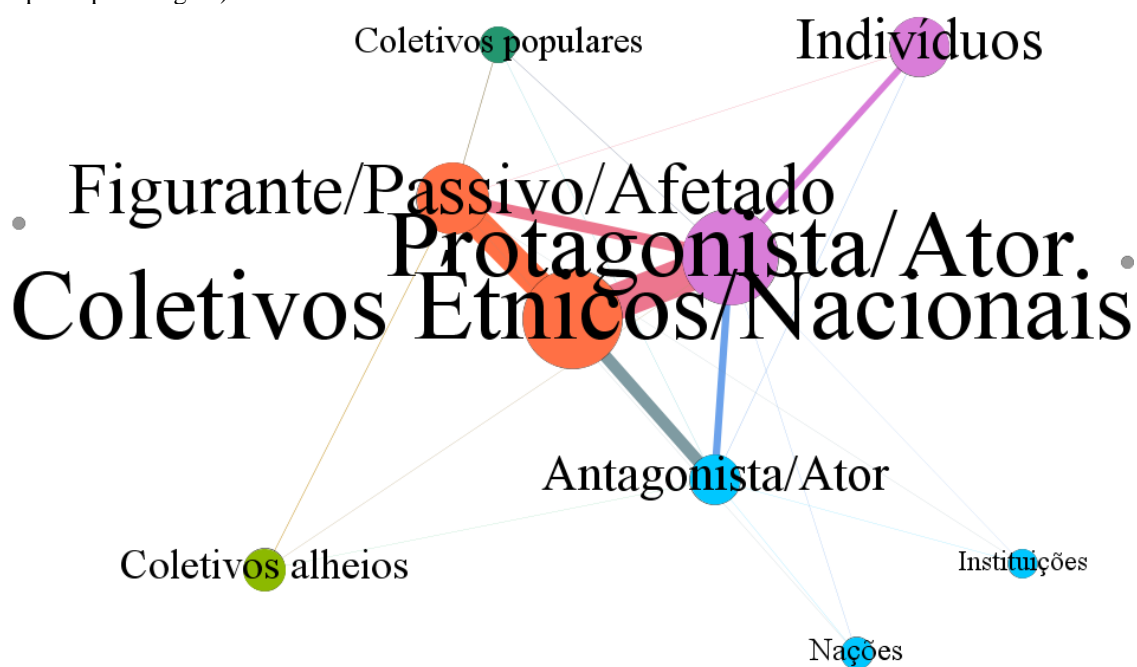 Coletivos populares
Indivíduos
Figurante/Passivo/Afetado
Protagonista/Ator
Coletivos Étnicos/Nacionais
Antagonista/Ator
Coletivos alheios
Instituições
Nações